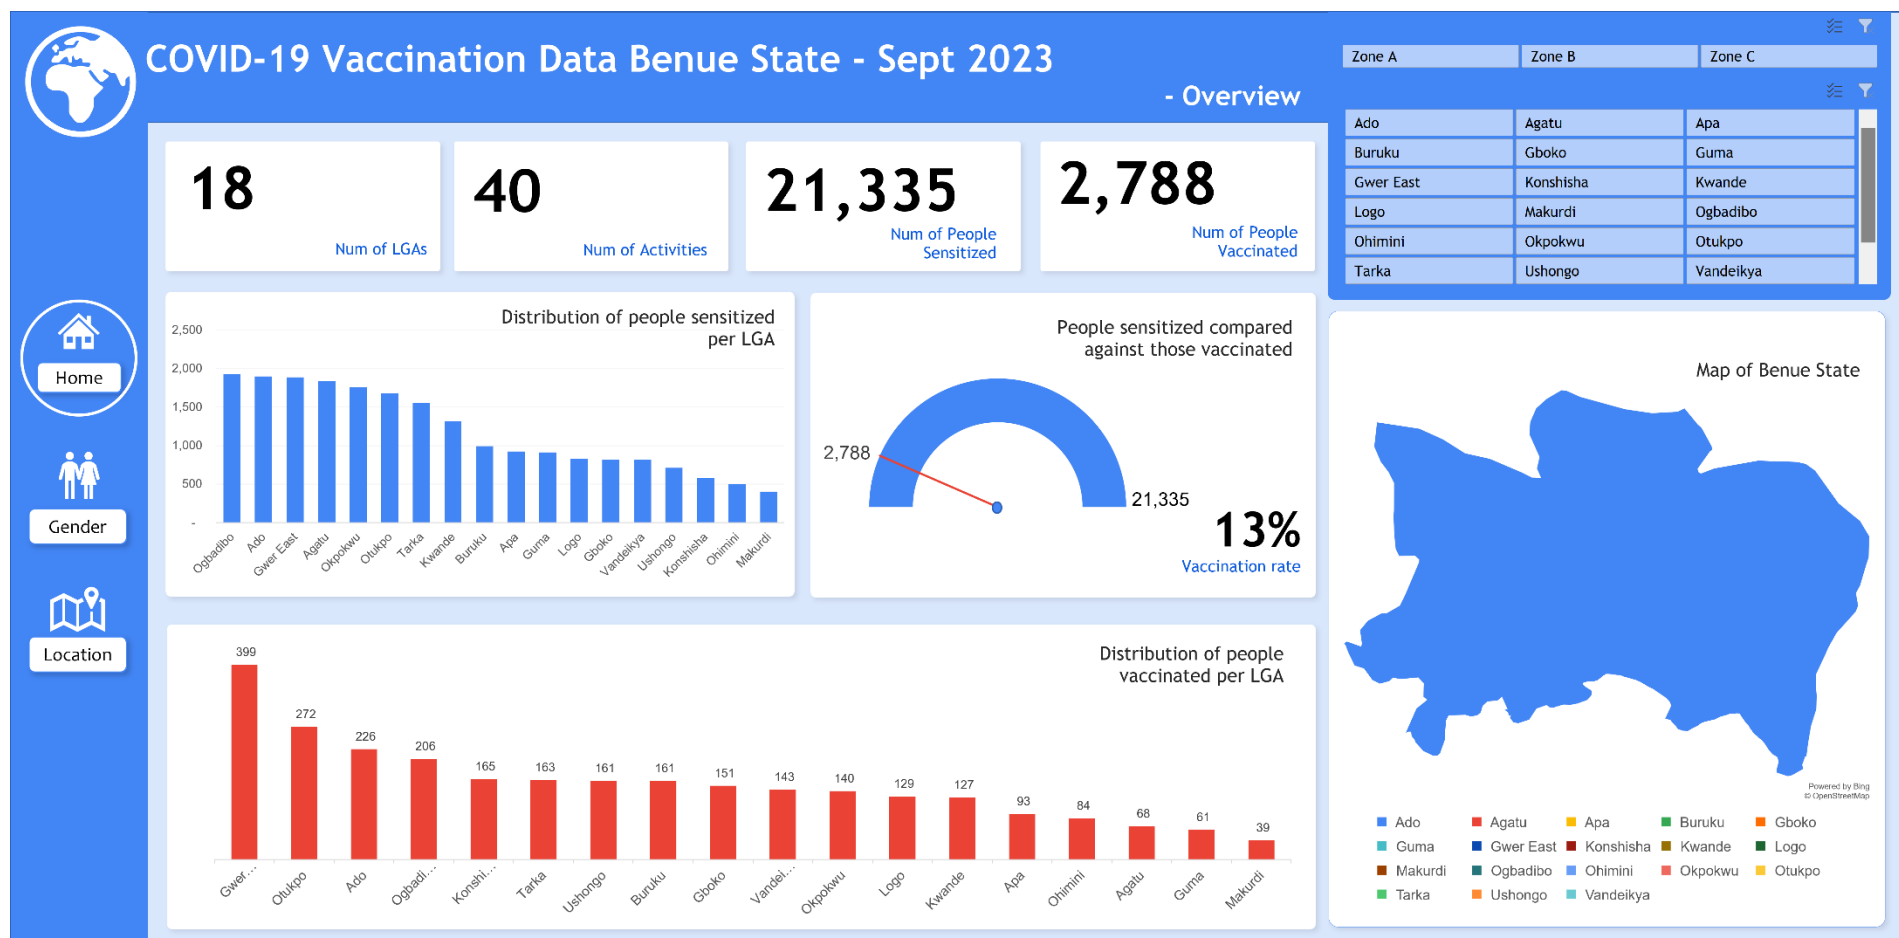 COVID-19 Vaccination Data Benue State - Sept 2023
- Overview
Zone A
Zone B
Zone C
Ado
Agatu
Apa
Buruku
Gboko
Guma
Gwer East
Konshisha
Kwande
Logo
Makurdi
Ogbadibo
Ohimini
Okpokwu
Otukpo
Tarka
Ushongo
Vandeikya
18
Num of LGAs
40
Num of Activities
21,335
Num of People
Sensitized
2,788
Num of People
Vaccinated
Home
Gender
Location
Distribution of people sensitized
per LGA
2,500
2,000
1,500
1,000
500
-
Ogbadibo
Ado
Gwer East
Agatu
Okpokwu
Otukpo
Tarka
Kwande
Buruku
Apa
Guma
Logo
Gboko
Vandeikya
Ushongo
Konshisha
Ohimini
Makurdi
People sensitized compared
against those vaccinated
2,788
21,335
13%
Vaccination rate
Distribution of people
vaccinated per LGA
399
272
226
206
165
163
161
161
151
143
140
129
127
93
84
68
61
39
Gwer...
Otukpo
Ado
Ogbadi...
Konshi...
Tarka
Ushongo
Buruku
Gboko
Vandei...
Okpokwu
Logo
Kwande
Apa
Ohimini
Agatu
Guma
Makurdi
Map of Benue State
Powered by Bing
© OpenStreetMap
Ado
Agatu
Apa
Buruku
Gboko
Guma
Gwer East
Konshisha
Kwande
Logo
Makurdi
Ogbadibo
Ohimini
Okpokwu
Otukpo
Tarka
Ushongo
Vandeikya